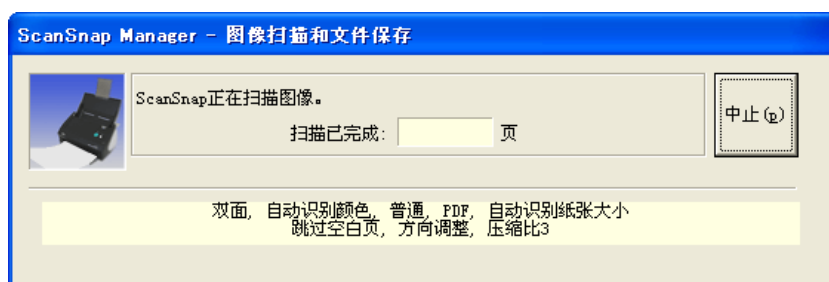 ScanSnap Manager - 图像扫描和文件保存
ScanSnap正在扫描图像。
扫描已完成: 页
中止(p)
双面, 自动识别颜色, 普通, PDF, 自动识别纸张大小
跳过空白页, 方向调整, 压缩比3